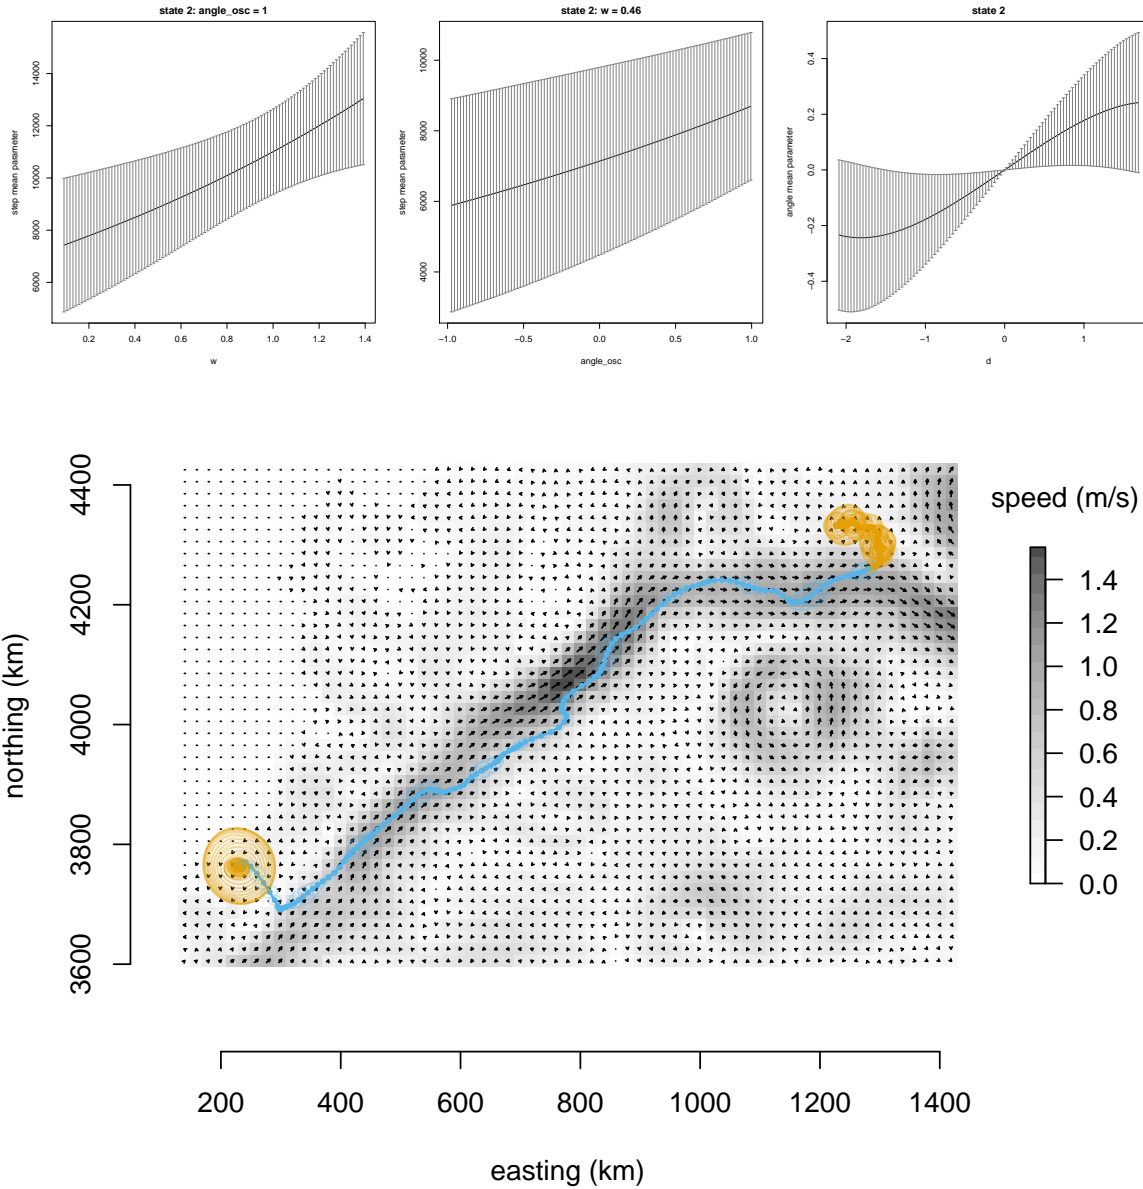 state 2: angle_osc = 1
step mean parameter
6000 8000 10000 12000 14000
0.2 0.4 0.6 0.8 1.0 1.2 1.4
w
state 2: w = 0.46
step mean parameter
4000 6000 8000 10000
−1.0 −0.5 0.0 0.5 1.0
angle_osc
state 2
angle mean parameter
−0.4 −0.2 0.0 0.2 0.4
−2 −1 0 1
d
northing (km)
3600 3800 4000 4200 4400
200 400 600 800 1000 1200 1400
easting (km)
speed (m/s)
1.4
1.2
1.0
0.8
0.6
0.4
0.2
0.0